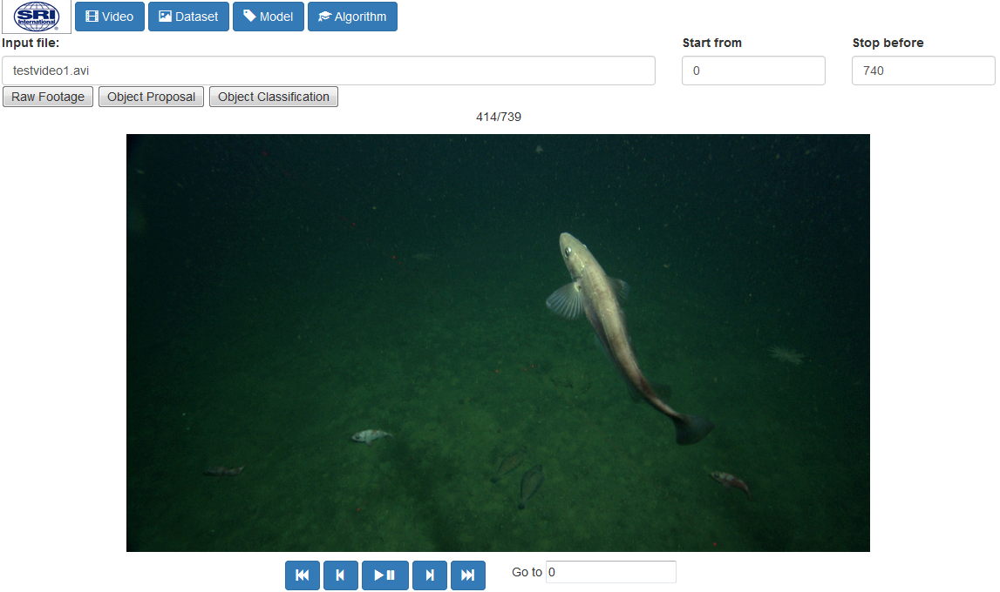 SRI
International
Video
Dataset
Model
Algorithm
Input file:
Start from
Stop before
testvideo1.avi
0
740
Raw Footage
Object Proposal
Object Classification
414/739
Go to
0